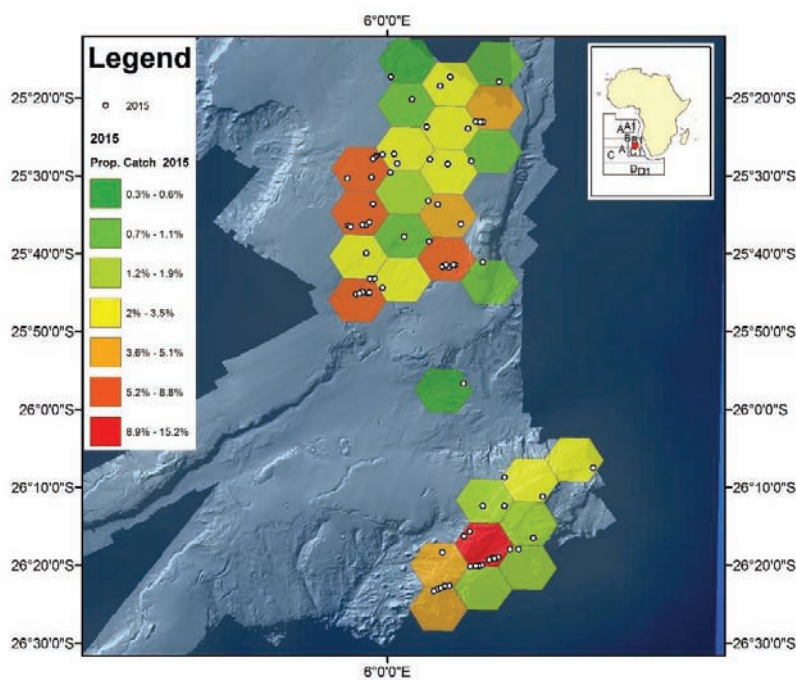 6°0'0"E
Legend
2015
2015
Prop. Catch 2015
0.3% - 0.6%
0.7% - 1.1%
1.2% - 1.9%
2% - 3.5%
3.6% - 5.1%
5.2% - 8.8%
8.9% - 15.2%
25°20'0"S
25°20'0"S
25°30'0"S
25°30'0"S
25°40'0"S
25°40'0"S
25°50'0"S
25°50'0"S
26°0'0"S
26°0'0"S
26°10'0"S
26°10'0"S
26°20'0"S
26°20'0"S
26°30'0"S
26°30'0"S
6°0'0"E
A
A1
B
A
C
D
D1